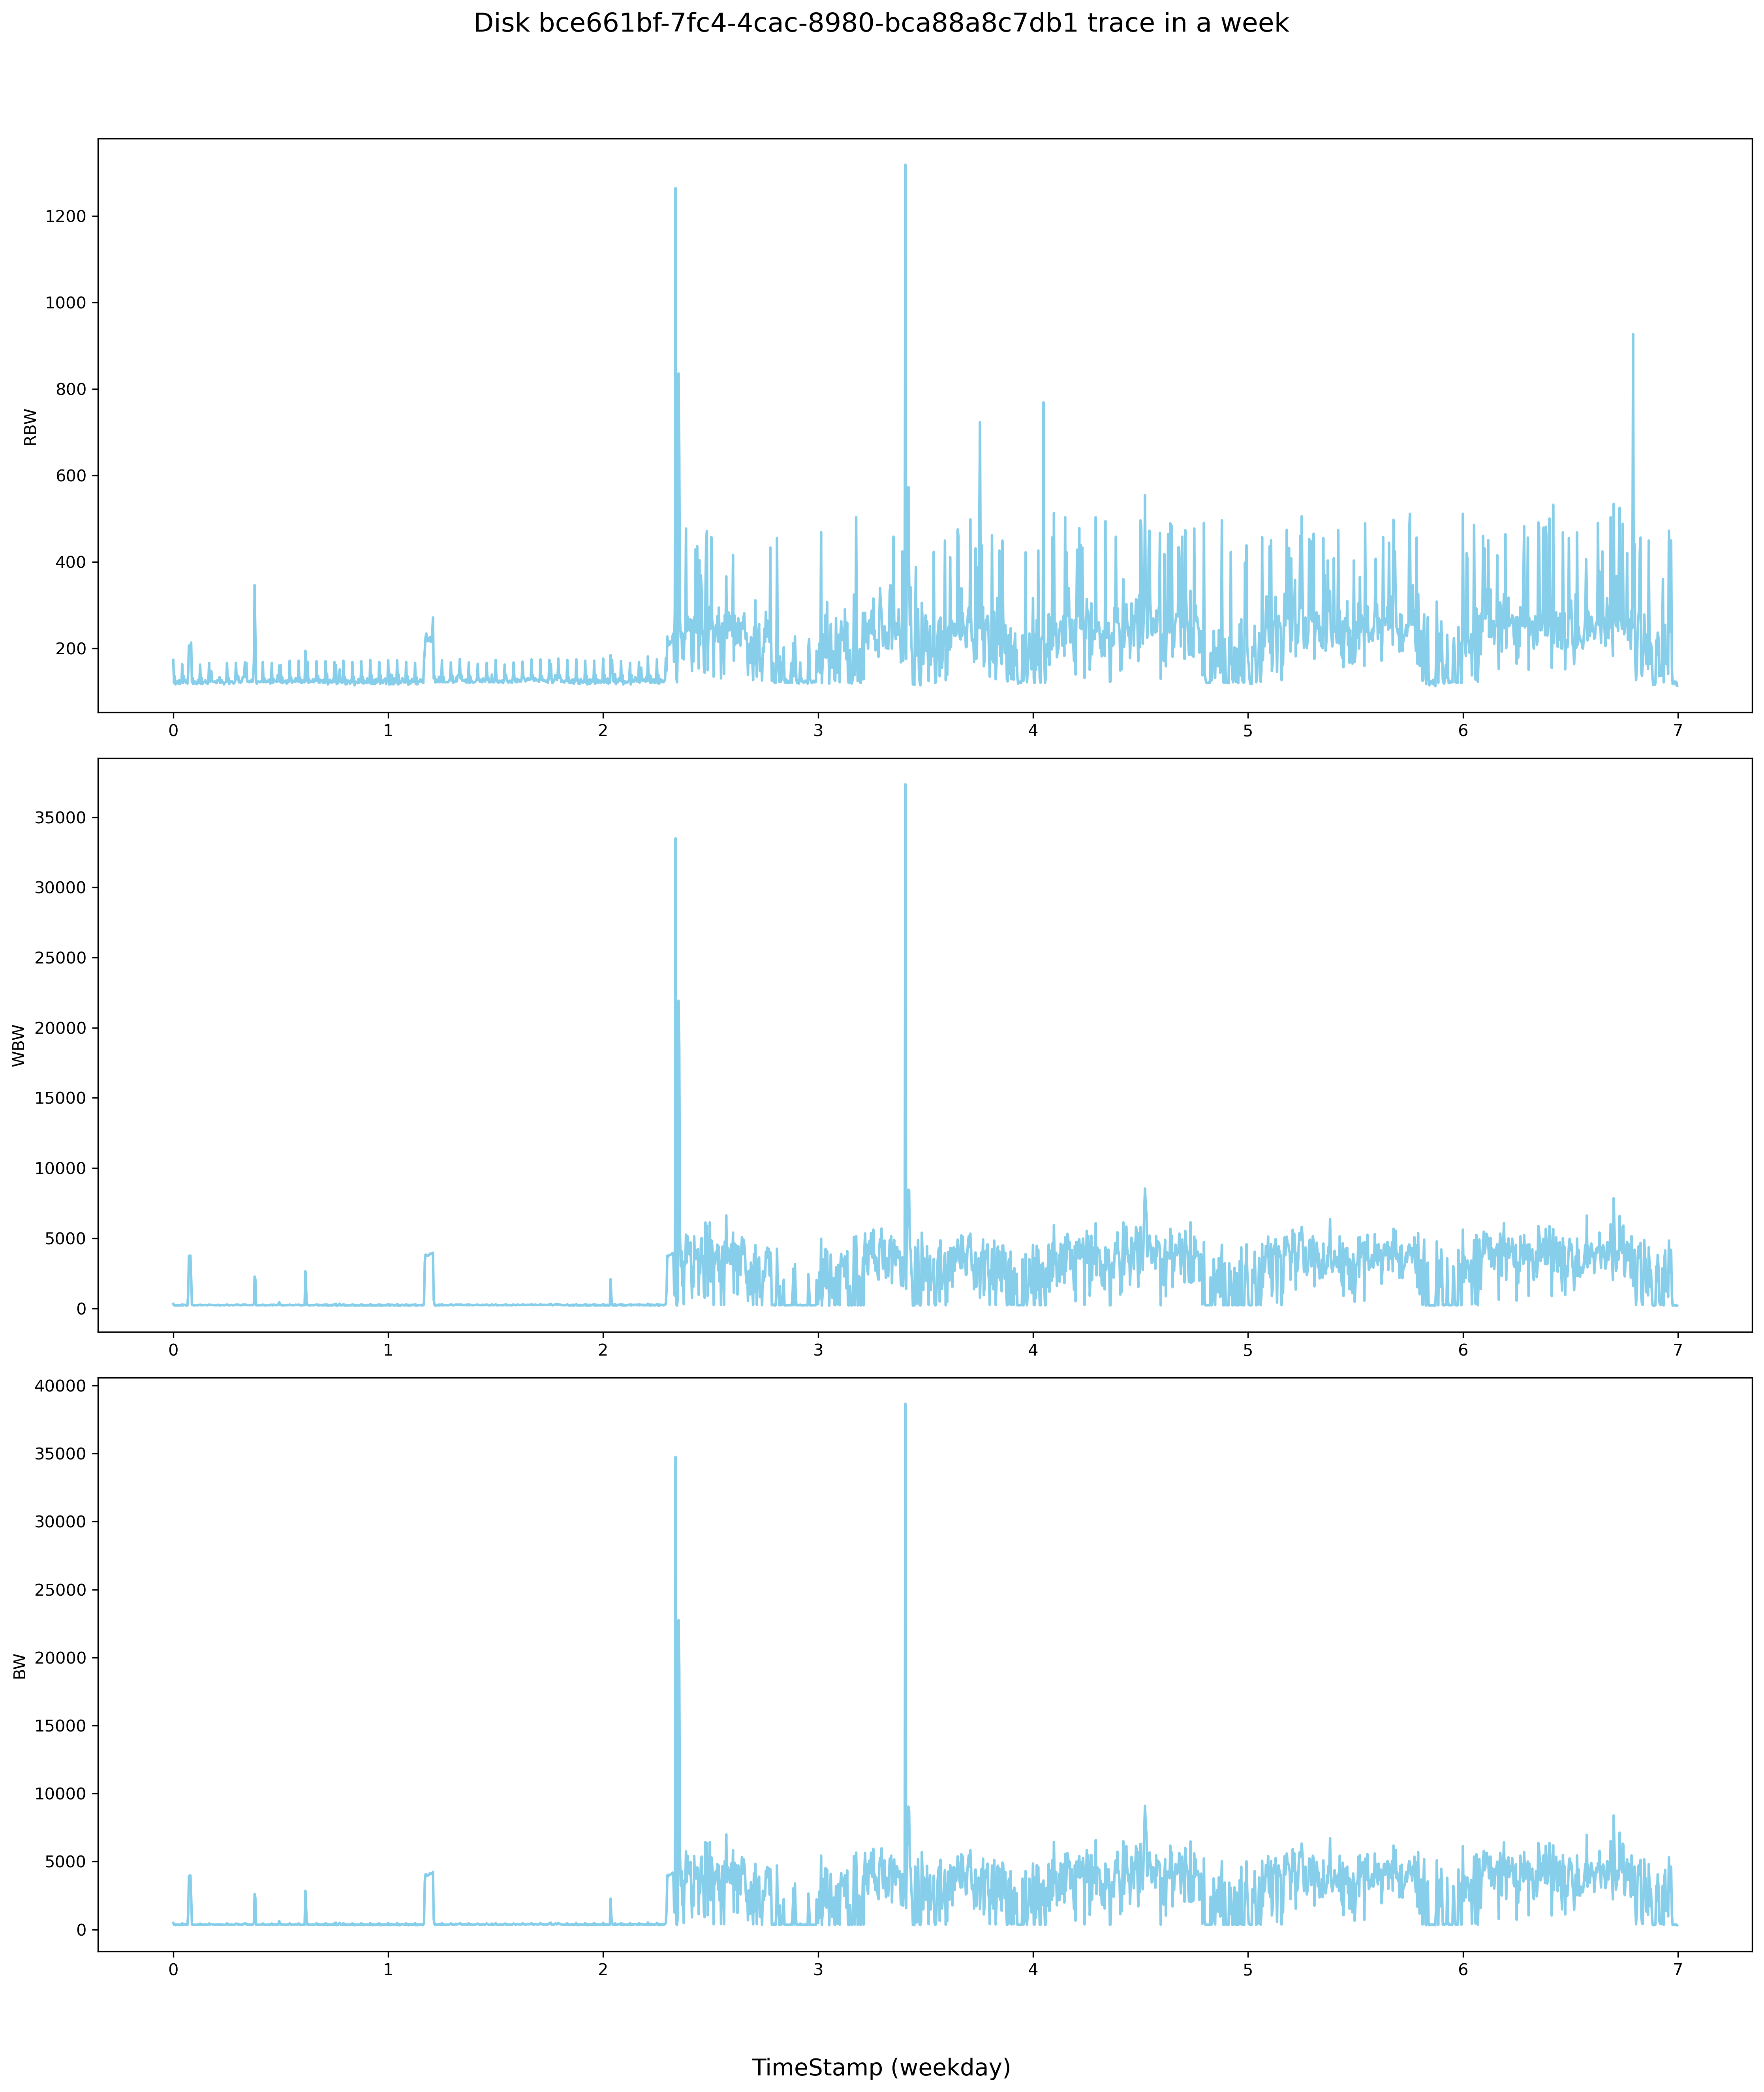 Disk bce661bf-7fc4-4cac-8980-bca88a8c7db1 trace in a week
RBW
1200
1000
800
600
400
200
0 1 2 3 4 5 6 7
WBW
35000
30000
25000
20000
15000
10000
5000
0
0 1 2 3 4 5 6 7
BW
40000
35000
30000
25000
20000
15000
10000
5000
0
0 1 2 3 4 5 6 7
TimeStamp (weekday)